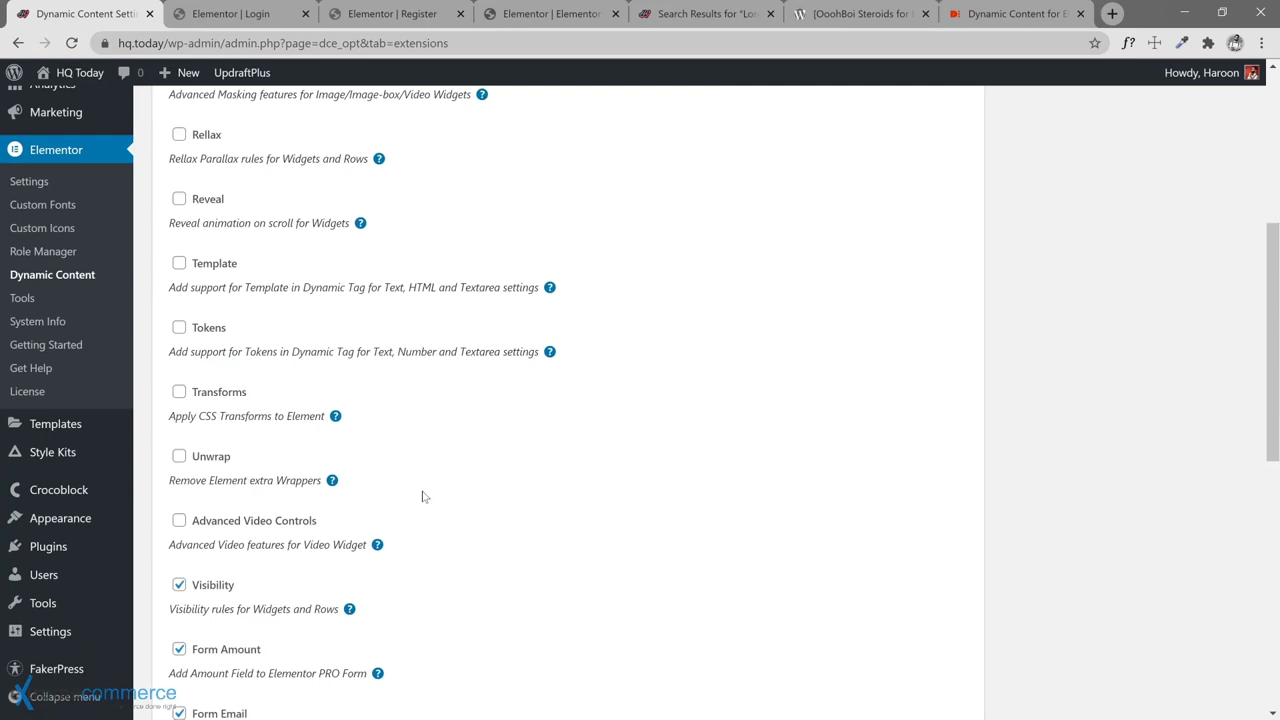 Dynamic Content Settin
Elementor | Login
Elementor | Register
Elementor | Elementor
Search Results for "Lor
[OoohBoi Steroids for
Dynamic Content for E
hq.today/wp-admin/admin.php?page=dce_opt&tab=extensions
HQ Today 0 New UpdraftPlus Howdy, Haroon
Analytics
Marketing
Elementor
Settings
Custom Fonts
Custom Icons
Role Manager
Dynamic Content
Tools
System Info
Getting Started
Get Help
License
Templates
Style Kits
Crocoblock
Appearance
Plugins
Users
Tools
Settings
FakerPress
Collapse menu
commerce
Advanced Masking features for Image/Image-box/Video Widgets ?
Rellax
Rellax Parallax rules for Widgets and Rows ?
Reveal
Reveal animation on scroll for Widgets ?
Template
Add support for Template in Dynamic Tag for Text, HTML and Textarea settings ?
Tokens
Add support for Tokens in Dynamic Tag for Text, Number and Textarea settings ?
Transforms
Apply CSS Transforms to Element ?
Unwrap
Remove Element extra Wrappers ?
Advanced Video Controls
Advanced Video features for Video Widget ?
Visibility
Visibility rules for Widgets and Rows ?
Form Amount
Add Amount Field to Elementor PRO Form ?
Form Email